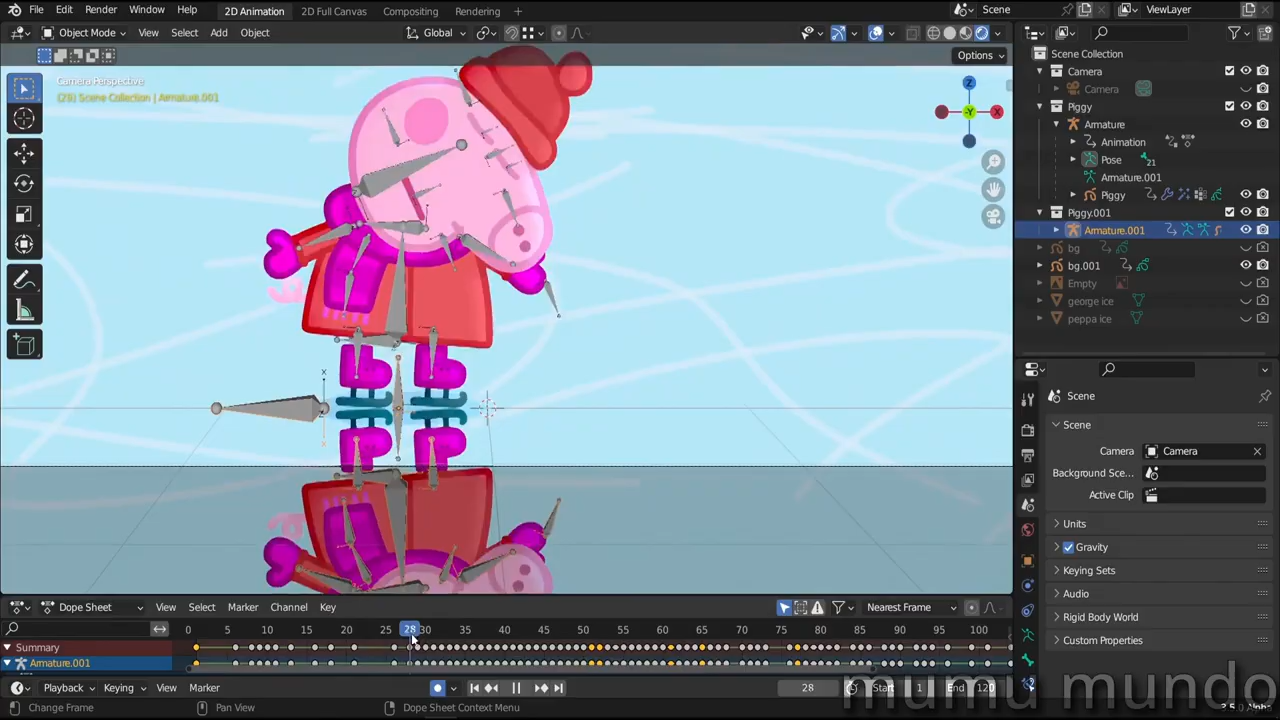 File Edit Render Window Help 2D Animation 2D Full Canvas Compositing Rendering + Scene ViewLayer
Object Mode View Select Add Object Global
Options
Camera Perspective
(28) Scene Collection | Armature.001
X Z -Y
Scene Collection
Camera
Camera
Piggy
Armature
Animation
Pose 21
Armature.001
Piggy
Piggy.001
Armature.001
bg
bg.001
Empty
george ice
peppa ice
Scene
Scene
Camera Camera
Background Sce...
Active Clip
Units
Gravity
Keying Sets
Audio
Rigid Body World
Custom Properties
Dope Sheet View Select Marker Channel Key Nearest Frame
0 5 10 15 20 25 28 30 35 40 45 50 55 60 65 70 75 80 85 90 95 100
Summary
Armature.001
Playback Keying View Marker 28 Start 1 End 120
Change Frame Pan View Dope Sheet Context Menu
mumu mundo